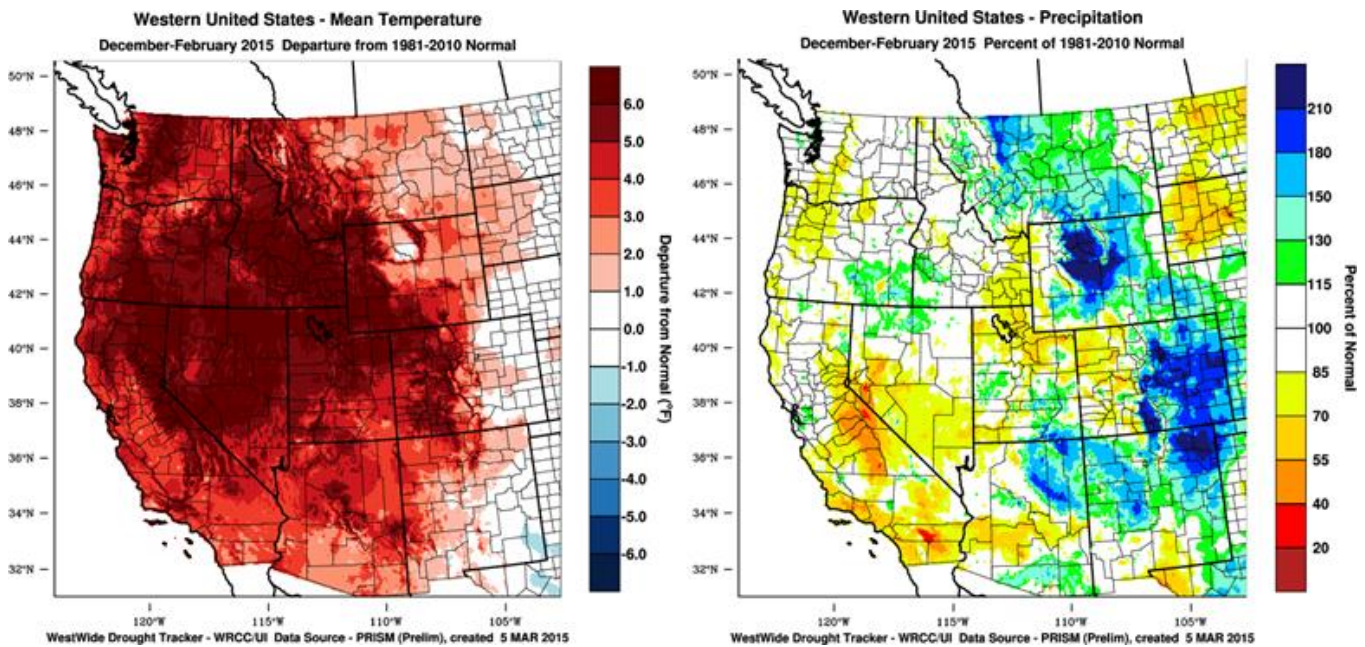 Western United States - Mean Temperature
December-February 2015 Departure from 1981-2010 Normal
50°N
48°N
46°N
44°N
42°N
40°N
38°N
36°N
34°N
32°N
120°W
115°W
110°W
105°W
6.0
5.0
4.0
3.0
2.0
1.0
0.0
-1.0
-2.0
-3.0
-4.0
-5.0
-6.0
Departure from Normal (°F)
WestWide Drought Tracker - WRCC/UI Data Source - PRISM (Prelim), created 5 MAR 2015
Western United States - Precipitation
December-February 2015 Percent of 1981-2010 Normal
50°N
48°N
46°N
44°N
42°N
40°N
38°N
36°N
34°N
32°N
120°W
115°W
110°W
105°W
210
180
150
130
115
100
85
70
55
40
20
Percent of Normal
WestWide Drought Tracker - WRCC/UI Data Source - PRISM (Prelim), created 5 MAR 2015